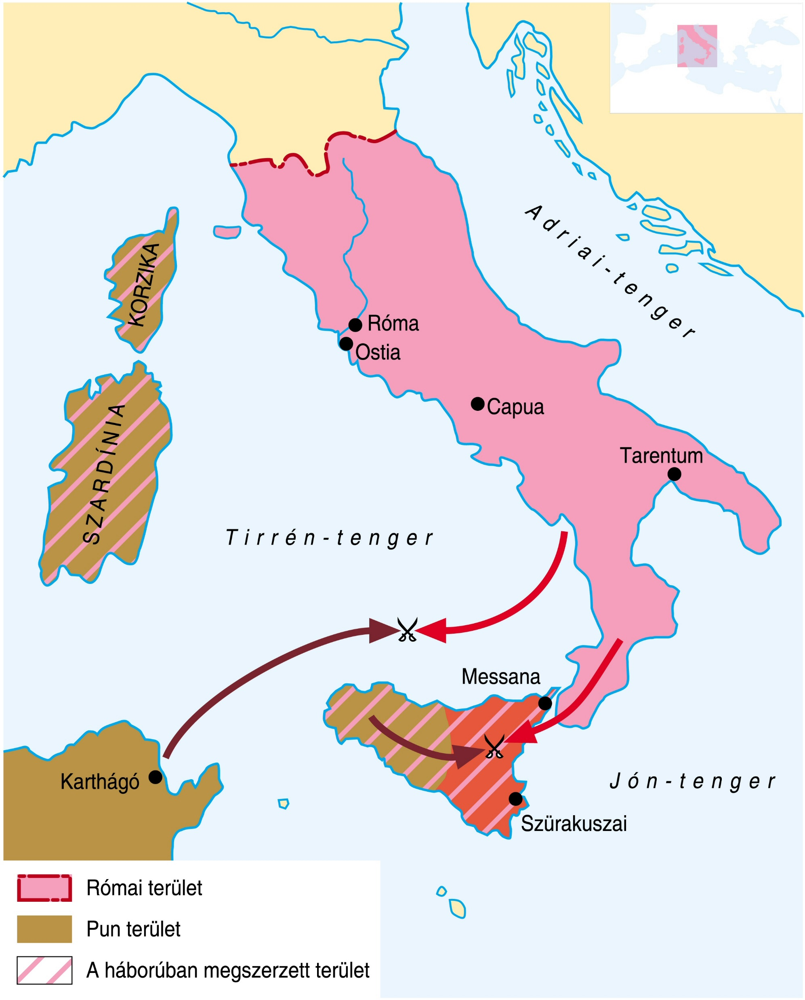 Adriai-tenger
KORZIKA
Róma
Ostia
Capua
SZARDÍNIA
Tarentum
Tirrén-tenger
Messana
Karthágó
Jón-tenger
Szürakuszai
Római terület
Pun terület
A háborúban megszerzett terület